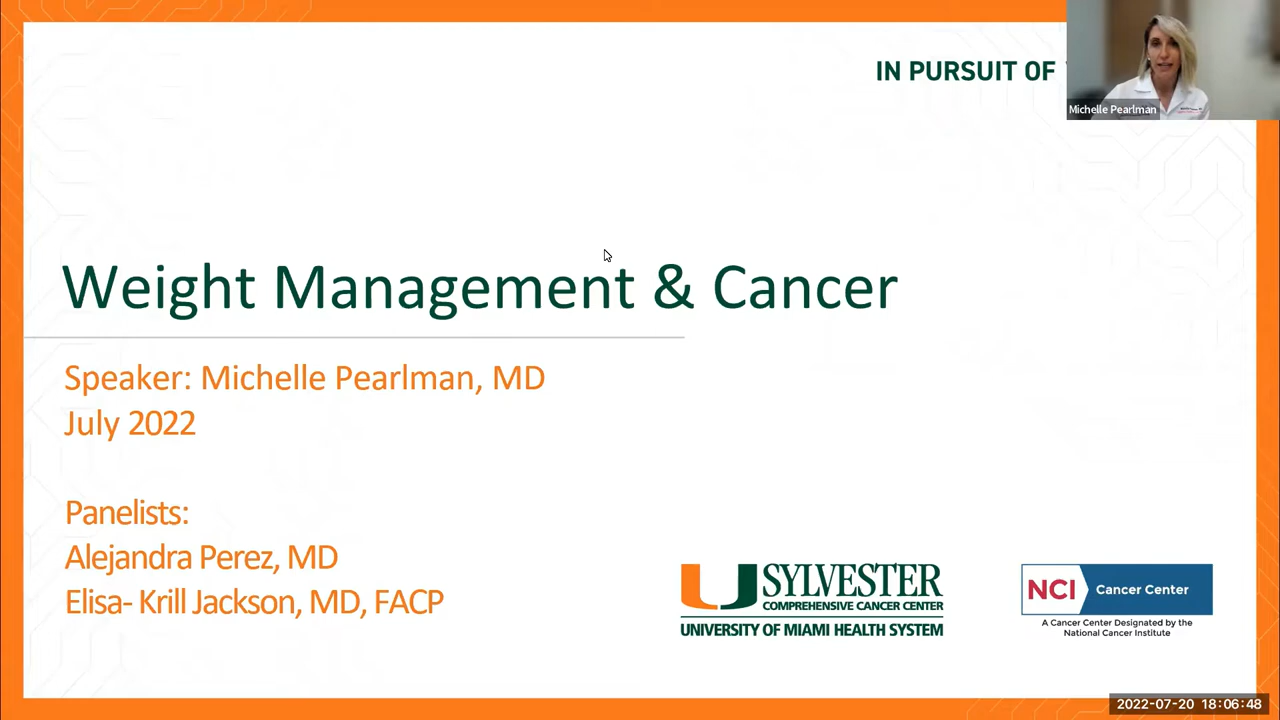 IN PURSUIT OF
Michelle Pearlman
Weight Management & Cancer
Speaker: Michelle Pearlman, MD
July 2022
Panelists:
Alejandra Perez, MD
Elisa- Krill Jackson, MD, FACP
SYLVESTER
COMPREHENSIVE CANCER CENTER
UNIVERSITY OF MIAMI HEALTH SYSTEM
NCI Cancer Center
A Cancer Center Designated by the
National Cancer Institute
2022-07-20 18:06:48